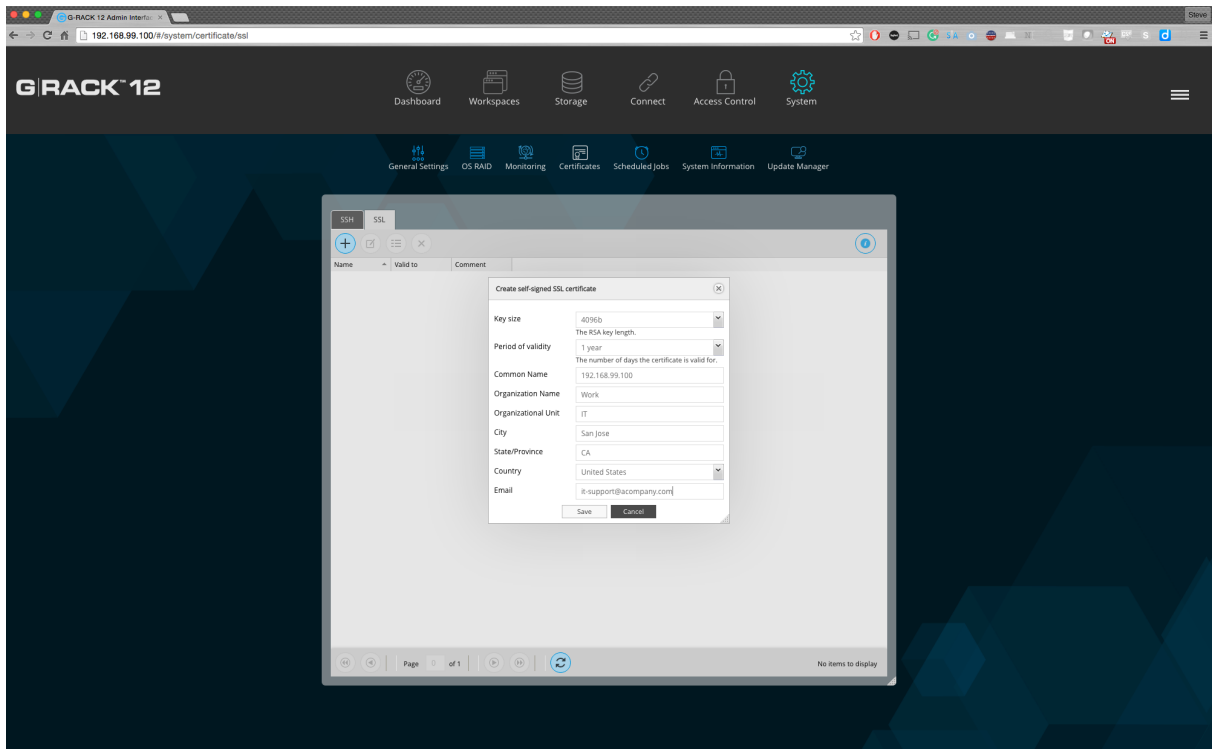 G-RACK 12 Admin Interfac
Steve
192.168.99.100/#/system/certificate/ssl
ON
G|RACK™ 12
Dashboard Workspaces Storage Connect Access Control System
General Settings OS RAID Monitoring Certificates Scheduled Jobs System Information Update Manager
SSH SSL
Name Valid to Comment
Create self-signed SSL certificate
Key size 4096b
The RSA key length.
Period of validity 1 year
The number of days the certificate is valid for.
Common Name 192.168.99.100
Organization Name Work
Organizational Unit IT
City San Jose
State/Province CA
Country United States
Email it-support@acompany.com
Save Cancel
Page 0 of 1 No items to display